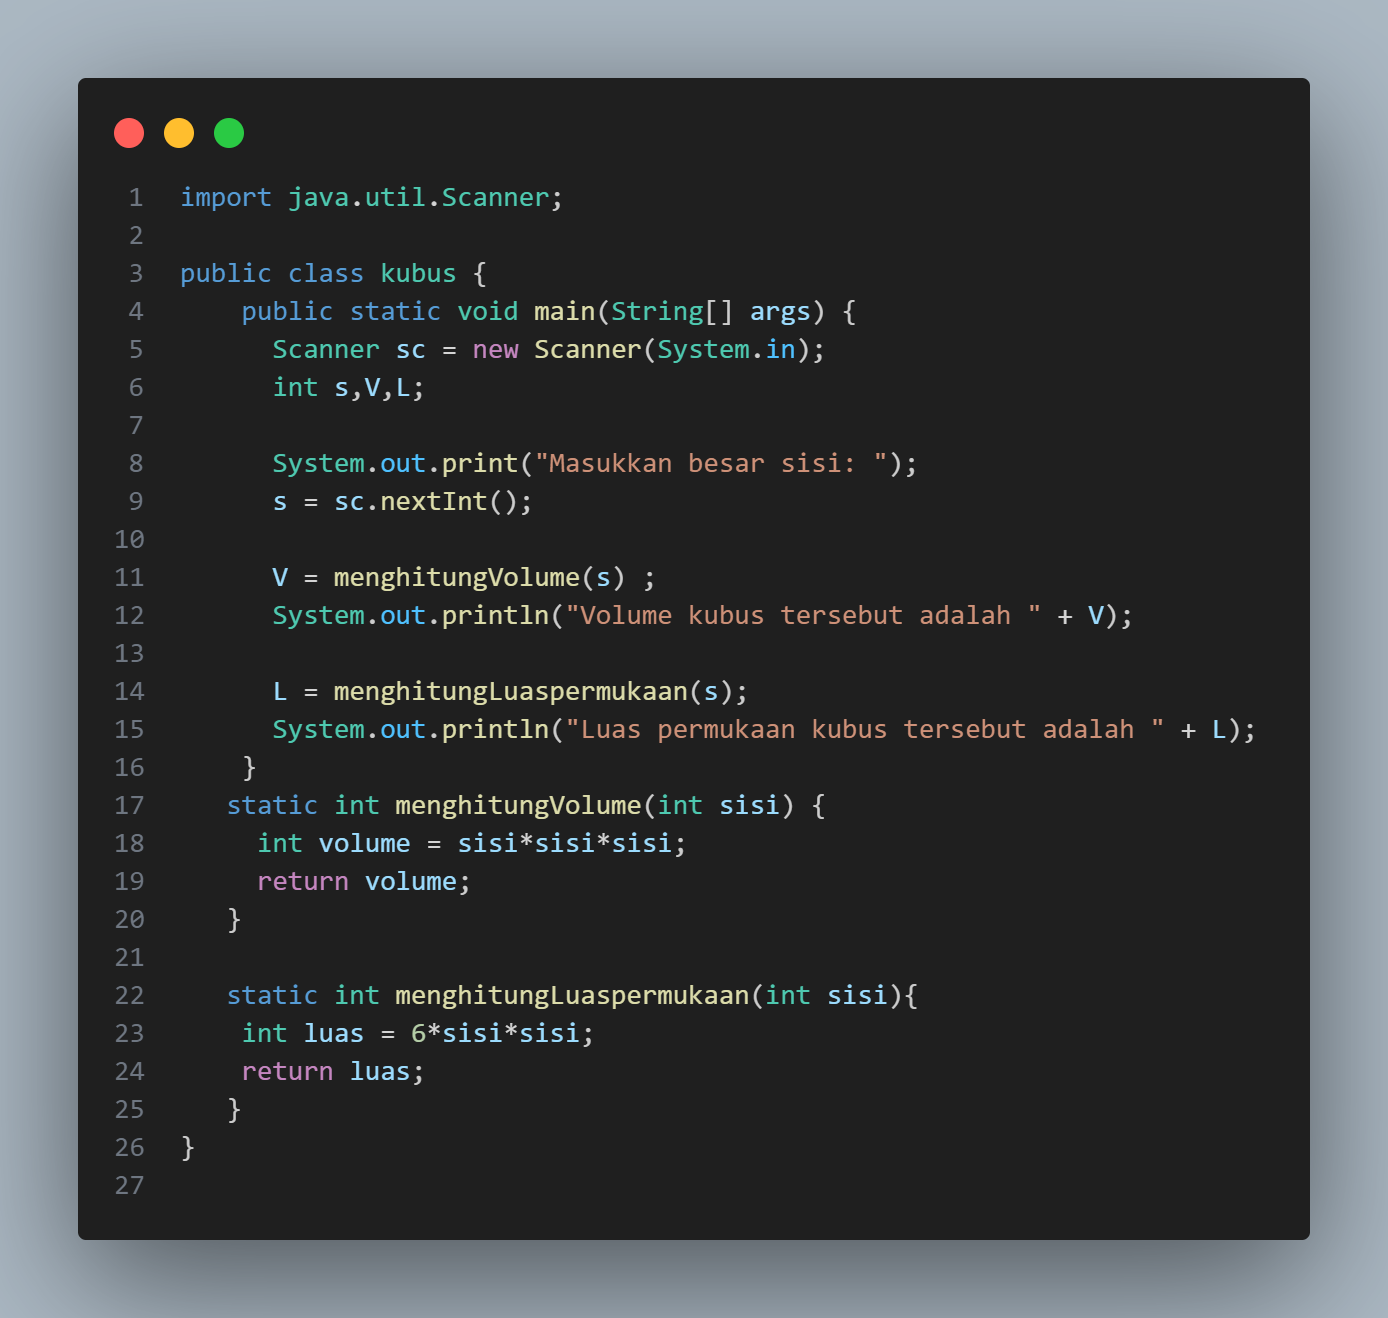 1 import java.util.Scanner;
2
3 public class kubus {
4     public static void main(String[] args) {
5       Scanner sc = new Scanner(System.in);
6       int s,V,L;
7
8       System.out.print("Masukkan besar sisi: ");
9       s = sc.nextInt();
10
11       V = menghitungVolume(s) ;
12       System.out.println("Volume kubus tersebut adalah " + V);
13
14       L = menghitungLuaspermukaan(s);
15       System.out.println("Luas permukaan kubus tersebut adalah " + L);
16     }
17    static int menghitungVolume(int sisi) {
18      int volume = sisi*sisi*sisi;
19      return volume;
20    }
21
22    static int menghitungLuaspermukaan(int sisi){
23     int luas = 6*sisi*sisi;
24     return luas;
25    }
26 }
27